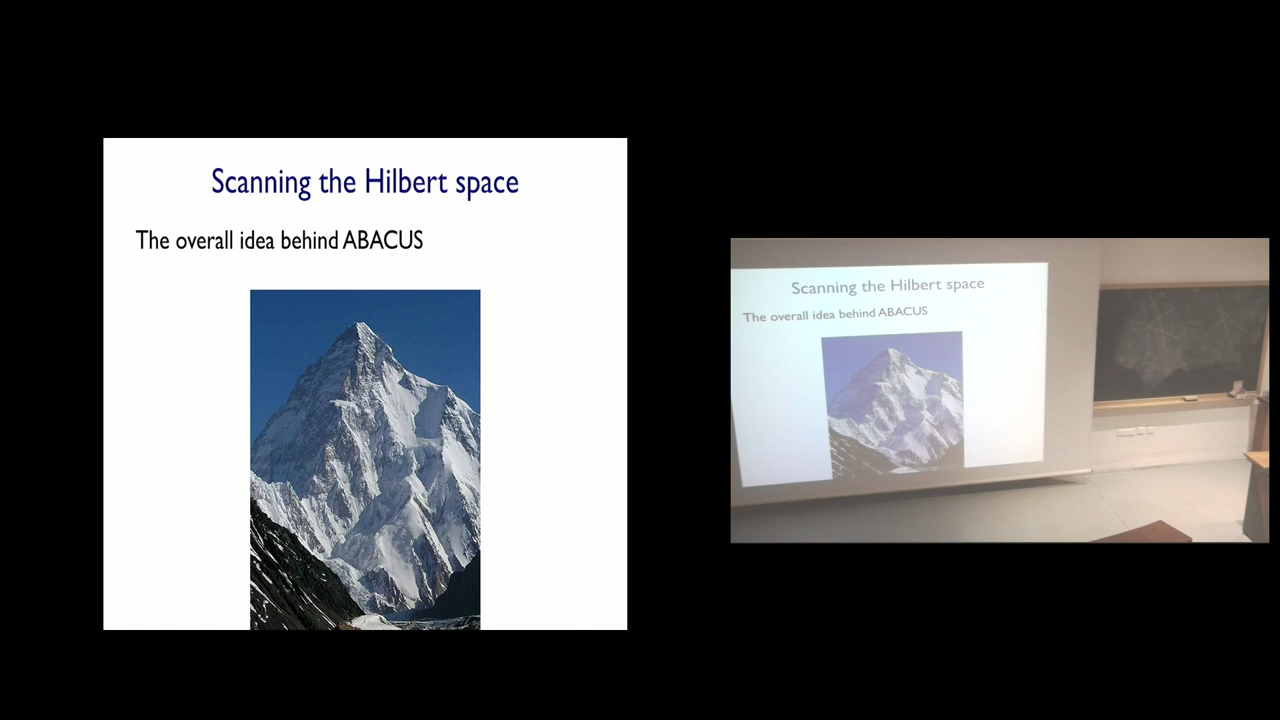 Scanning the Hilbert space
The overall idea behind ABACUS
Scanning the Hilbert space
The overall idea behind ABACUS